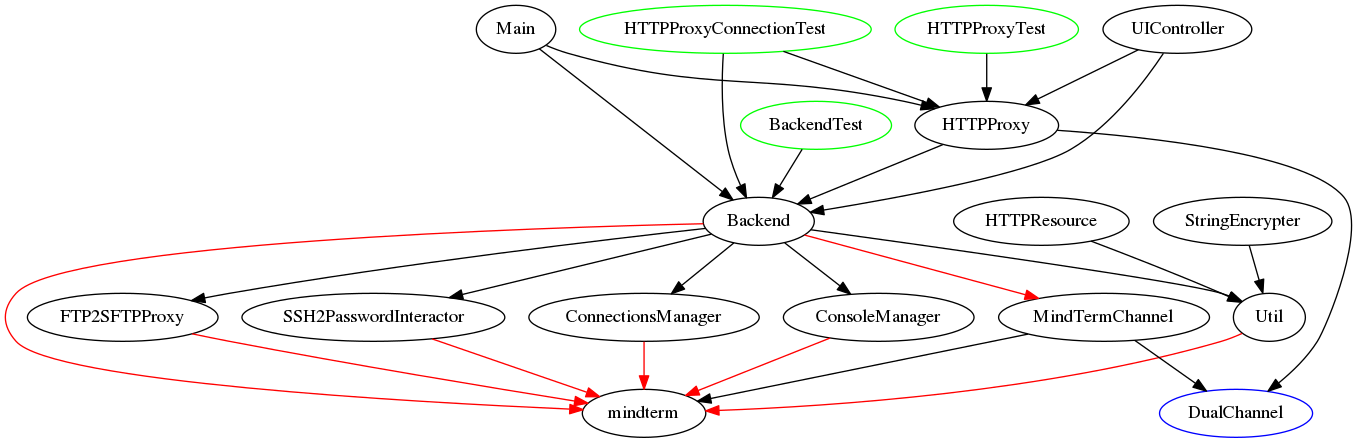 Main
HTTPProxyConnectionTest
HTTPProxyTest
UIController
BackendTest
HTTPProxy
Backend
HTTPResource
StringEncrypter
FTP2SFTPProxy
SSH2PasswordInteractor
ConnectionsManager
ConsoleManager
MindTermChannel
Util
mindterm
DualChannel